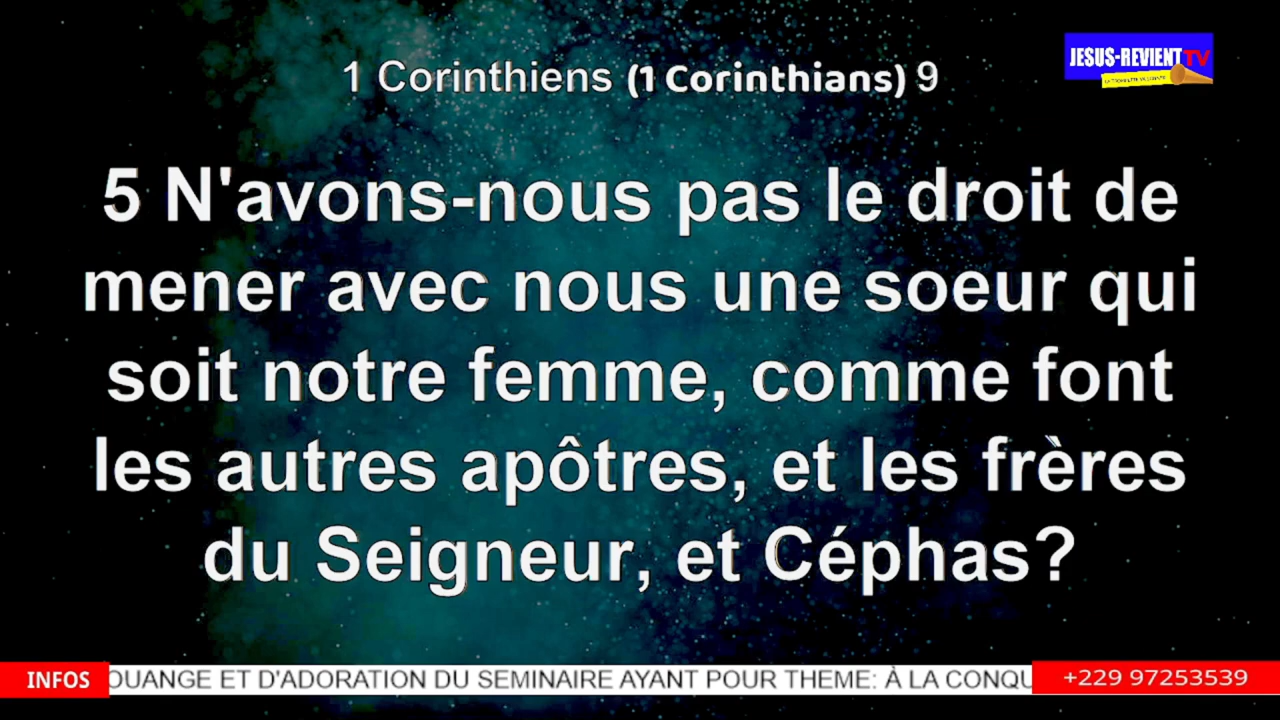 1 Corinthiens (1 Corinthians) 9
JESUS-REVIENT TV
5 N'avons-nous pas le droit de
mener avec nous une soeur qui
soit notre femme, comme font
les autres apôtres, et les frères
du Seigneur, et Céphas?
INFOS OUANGE ET D'ADORATION DU SEMINAIRE AYANT POUR THEME: À LA CONQU +229 97253539